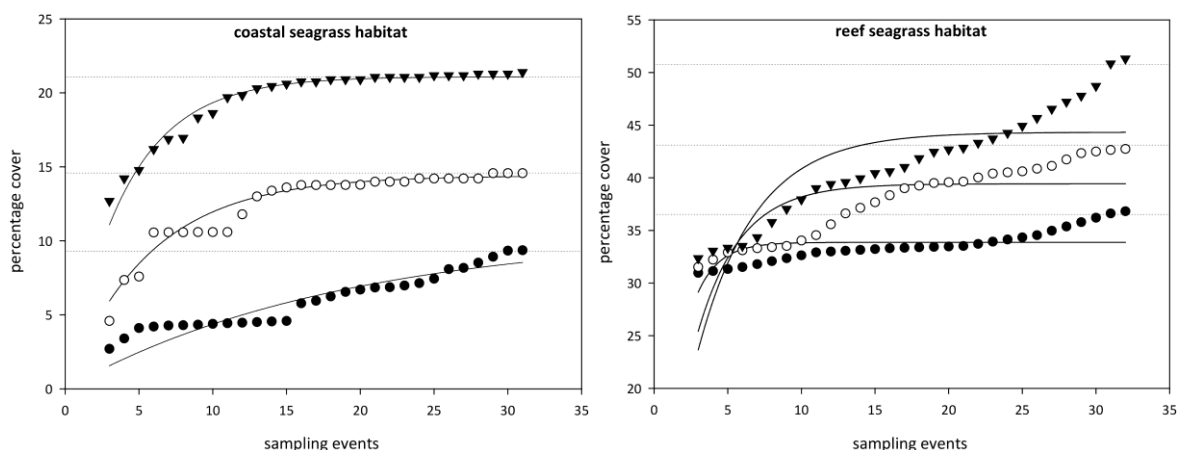 coastal seagrass habitat
percentage cover
25
20
15
10
5
0
0 5 10 15 20 25 30 35
sampling events
reef seagrass habitat
percentage cover
55
50
45
40
35
30
25
20
0 5 10 15 20 25 30 35
sampling events